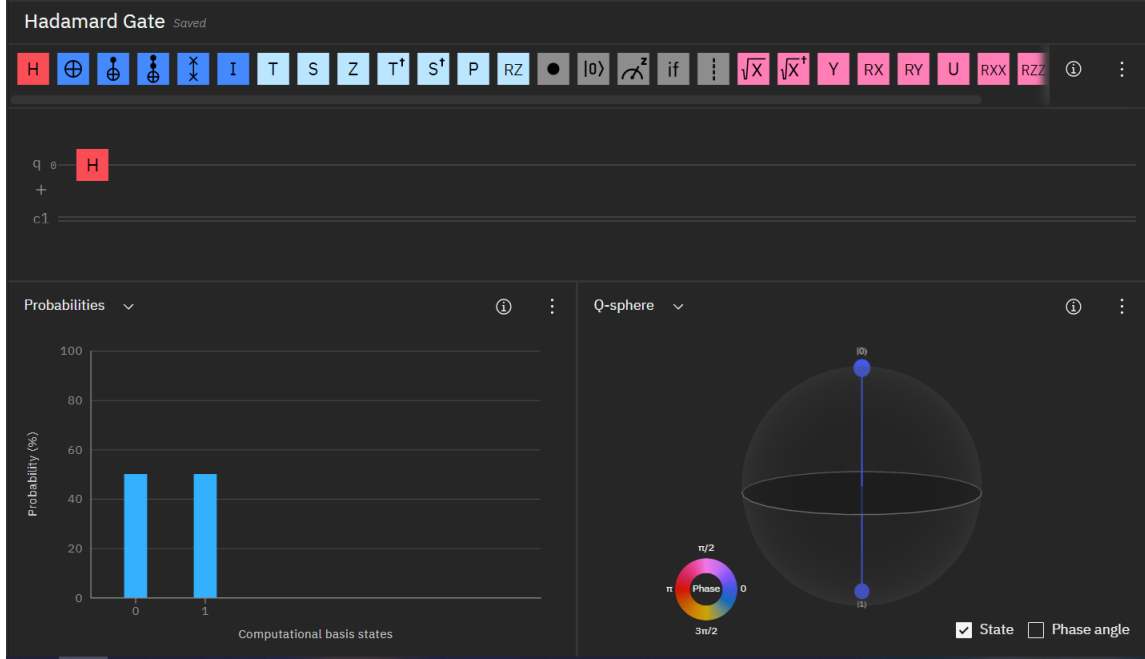 Hadamard Gate Saved
H I T S Z T† S† P RZ |0⟩ z if √X √X† Y RX RY U RXX RZZ
q 0 H
+
c1
Probabilities
Q-sphere
100
80
60
40
20
0
Probability (%)
0 1
Computational basis states
|0⟩
|1⟩
π/2
π Phase 0
3π/2
State Phase angle